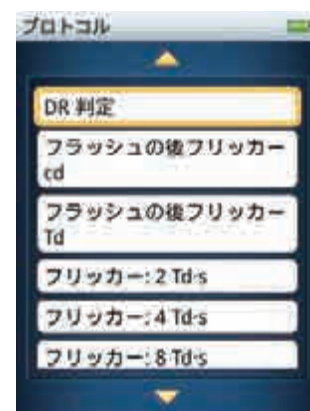 プロトコル
DR 判定
フラッシュの後フリッカー
cd
フラッシュの後フリッカー
Td
フリッカー: 2 Td·s
フリッカー: 4 Td·s
フリッカー: 8 Td·s